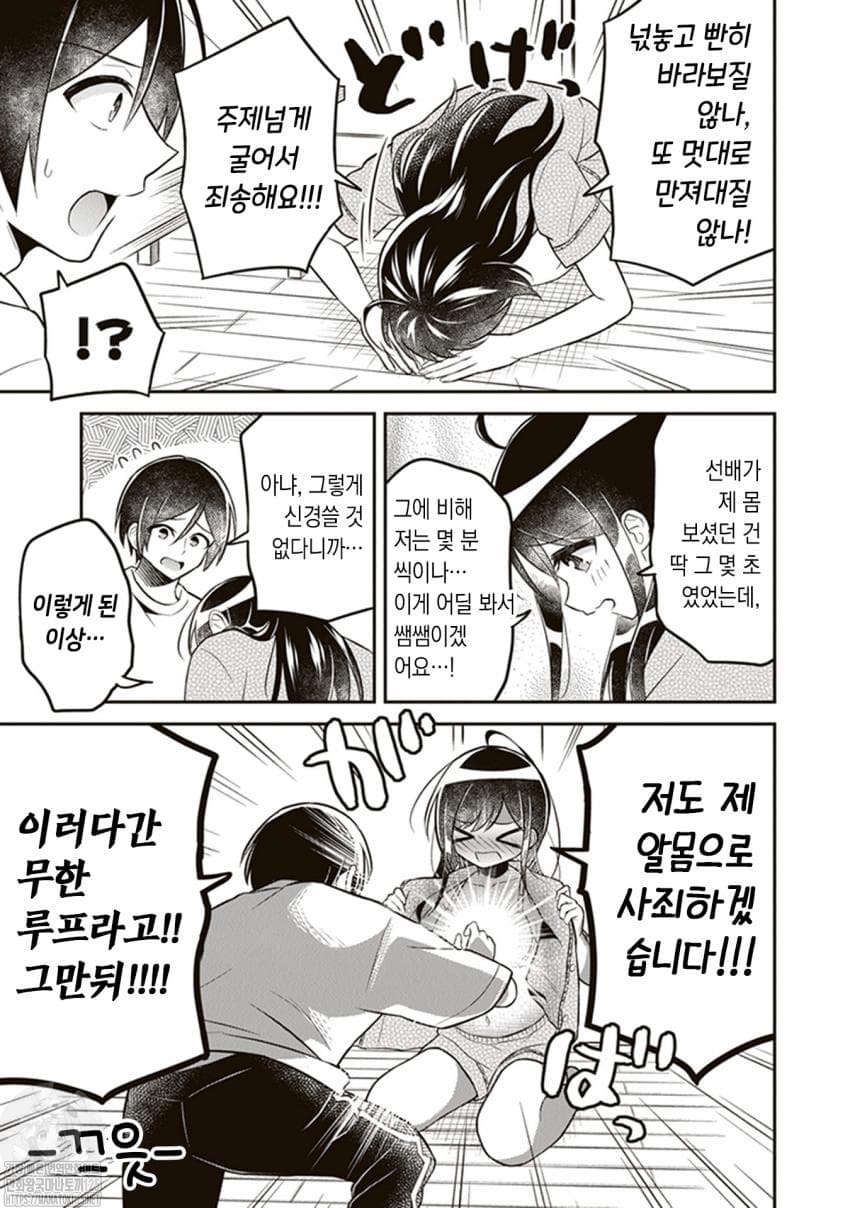 넋놓고 빤히
바라보질
않나,
또 멋대로
만져대질
않나!
どげっ
주제넘게
굴어서
죄송해요!!!
!?
선배가
제 몸
보셨던 건
딱 그 몇 초
였었는데,
그에 비해
저는 몇 분
씩이나…
이게 어딜 봐서
쌤쌤이겠
어요…!
아냐, 그렇게
신경쓸 것
없다니까…
이렇게 된
이상…
저도 제
알몸으로
사죄하겠
습니다!!!
がばっ
이러다간
무한
루프라고!!
그만둬!!!!
-끄읏-